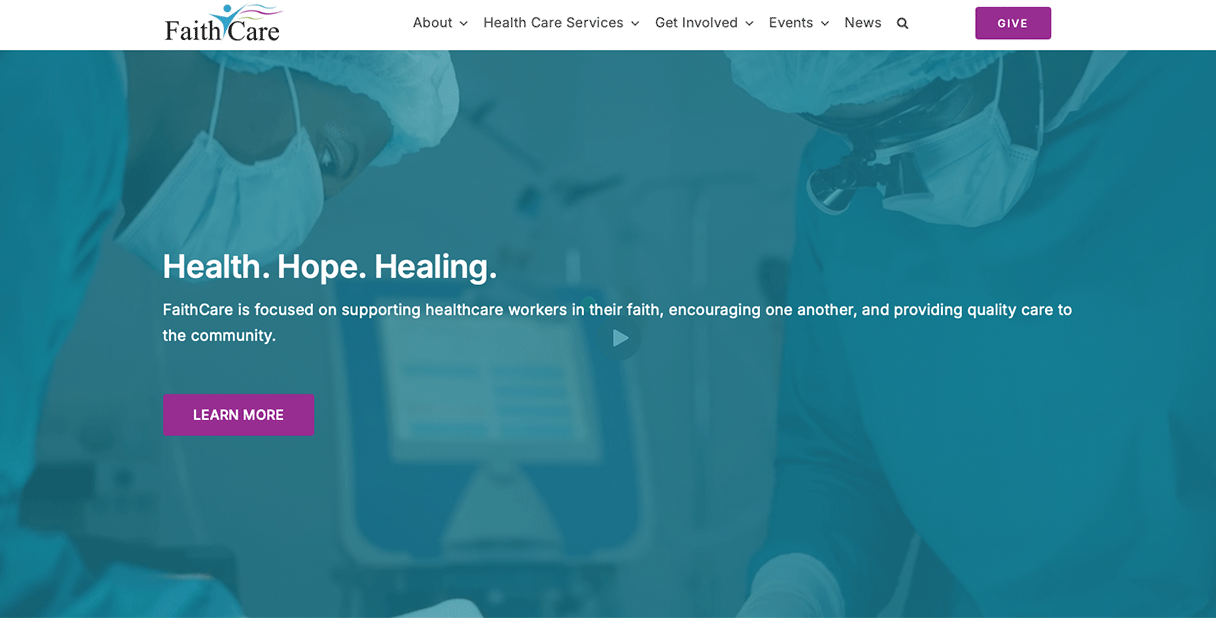 FaithCare
About
Health Care Services
Get Involved
Events
News
GIVE
Health. Hope. Healing.
FaithCare is focused on supporting healthcare workers in their faith, encouraging one another, and providing quality care to
the community.
LEARN MORE